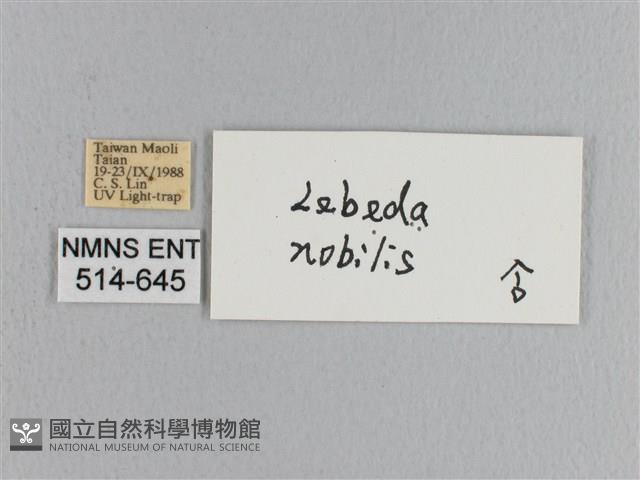 Taiwan Maoli
Taian
19-23/IX/1988
C. S. Lin
UV Light-trap
NMNS ENT
514-645
Lebeda
nobilis
國立自然科學博物館
NATIONAL MUSEUM OF NATURAL SCIENCE